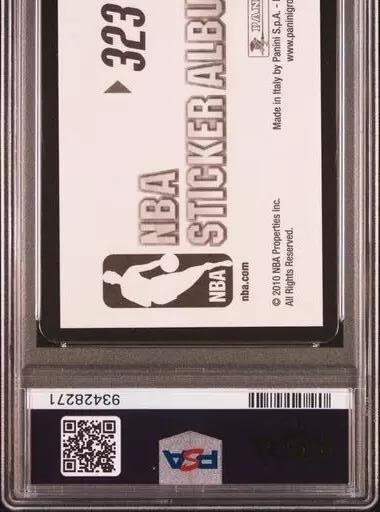 ▶ 323
NBA
STICKER ALBU
PAN
Made in Italy by Panini S.p.A. -
www.paninigro
NBA
nba.com
© 2010 NBA Properties Inc.
All Rights Reserved.
93428271
PSA